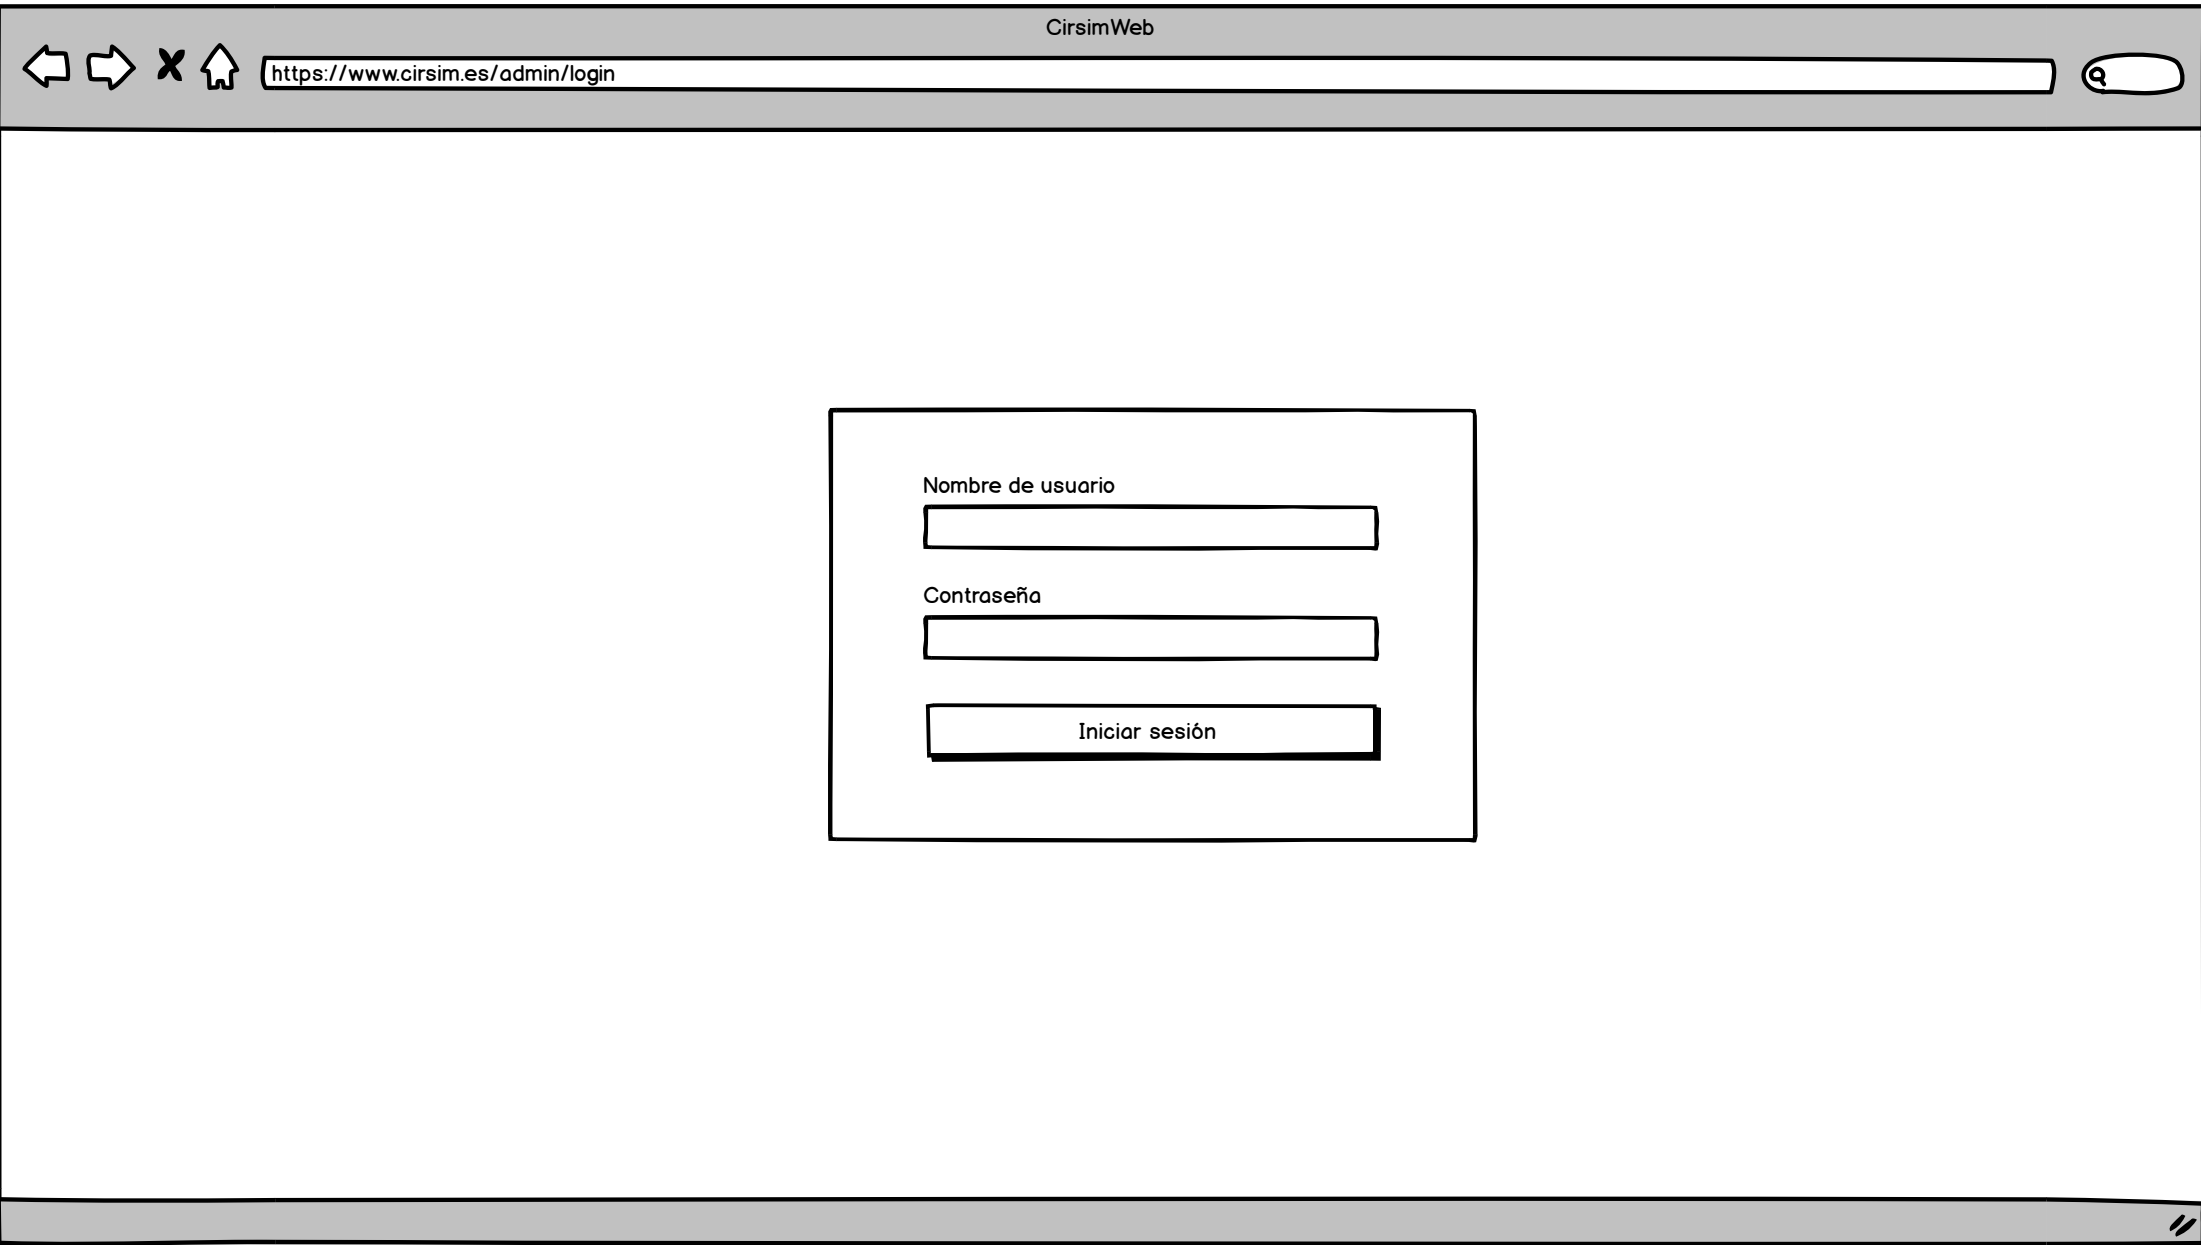 CirsimWeb
https://www.cirsim.es/admin/login
Nombre de usuario
Contraseña
Iniciar sesión